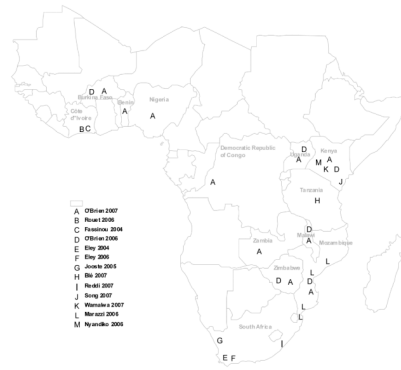 D A
Burkina Faso
Benin
Nigeria
A
A
Côte
d'Ivoire
B C
Democratic Republic
of Congo
A
D
Uganda
A
Kenya
M A
K D
J
Tanzania
H
D
Malawi
A
Mozambique
Zambia
A
L
Zimbabwe
L
D A
D
A
L
L
South Africa
G
I
E F
A O'Brien 2007
B Rouet 2006
C Fassinou 2004
D O'Brien 2006
E Eley 2004
F Eley 2006
G Jooste 2005
H Blé 2007
I Reddi 2007
J Song 2007
K Wamalwa 2007
L Marazzi 2006
M Nyandiko 2006